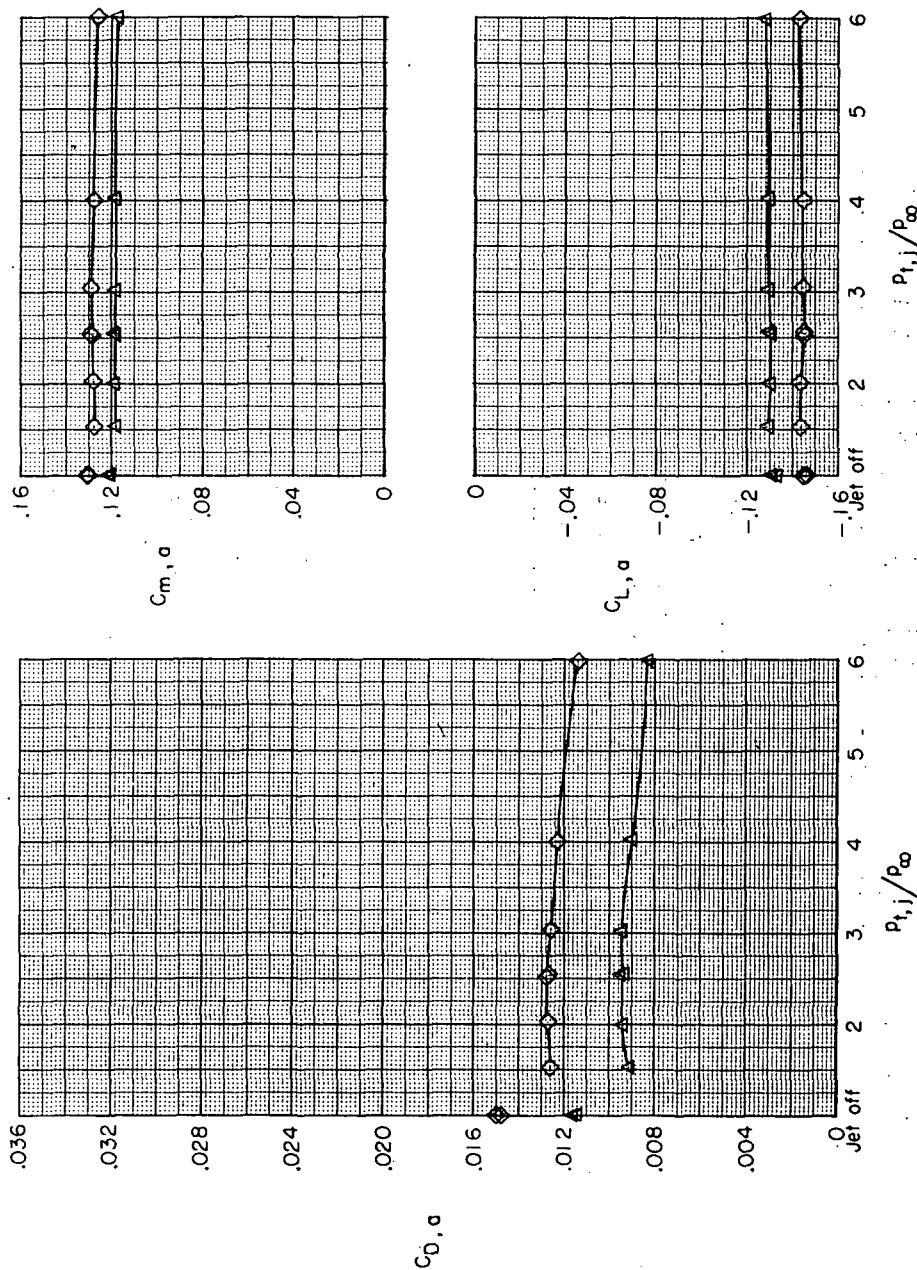 .16
.12
.08
.04
0
C_m, a
0
-.04
-.08
-.12
-.16
C_L, a
Jet off 2 3 4 5 6
p_t,j/p_∞
.036
.032
.028
.024
.020
.016
.012
.008
.004
0
C_D, a
Jet off 2 3 4 5 6
p_t,j/p_∞